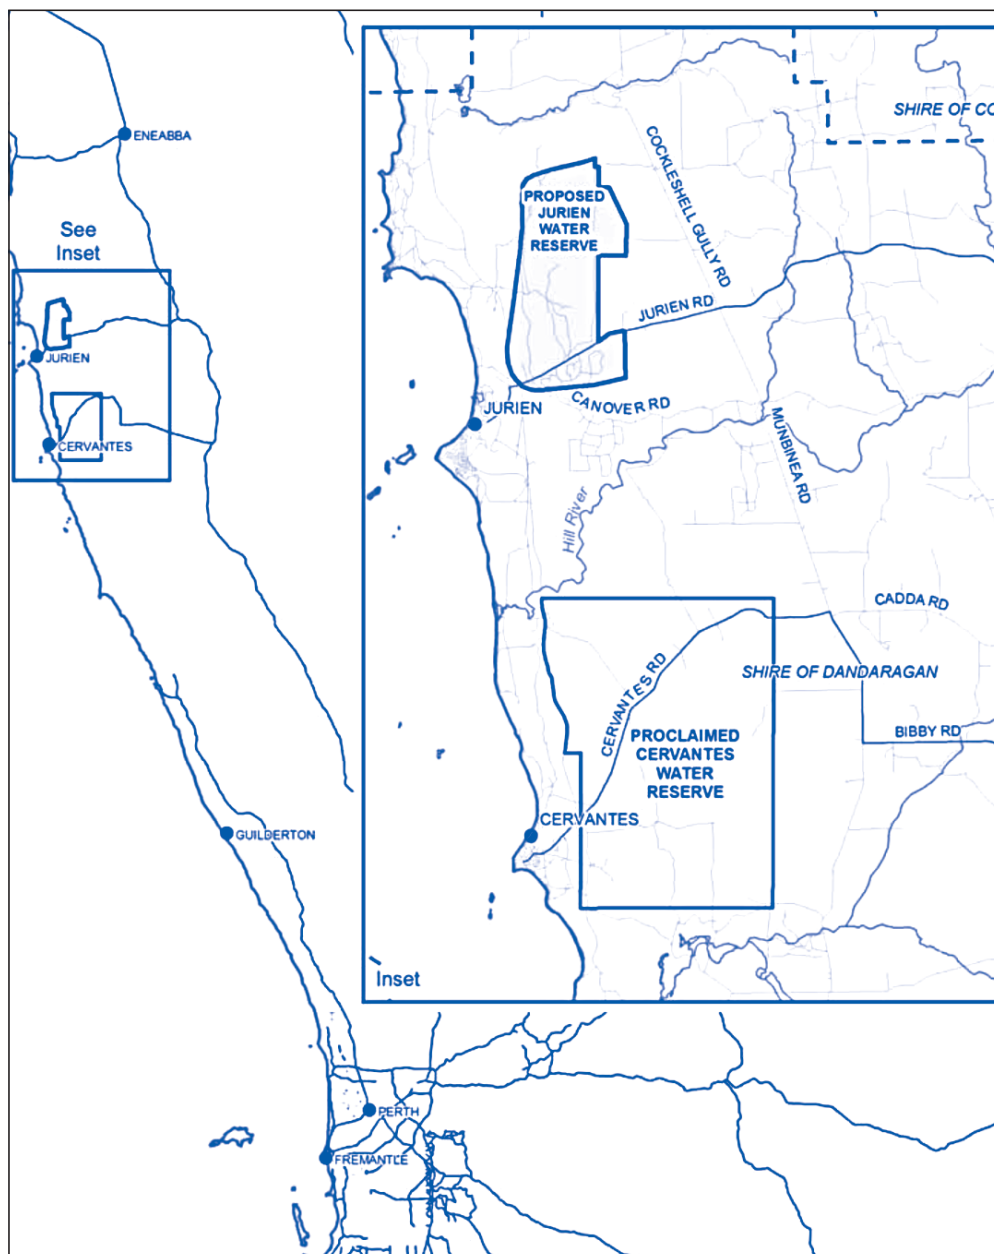 ENEABBA
See
Inset
JURIEN
CERVANTES
GUILDERTON
PERTH
FREMANTLE
SHIRE OF CO
COCKLESHELL GULLY RD
PROPOSED
JURIEN
WATER
RESERVE
JURIEN RD
JURIEN
CANOVER RD
MUNBINEA RD
Hill River
CADDA RD
CERVANTES RD
SHIRE OF DANDARAGAN
BIBBY RD
PROCLAIMED
CERVANTES
WATER
RESERVE
CERVANTES
Inset